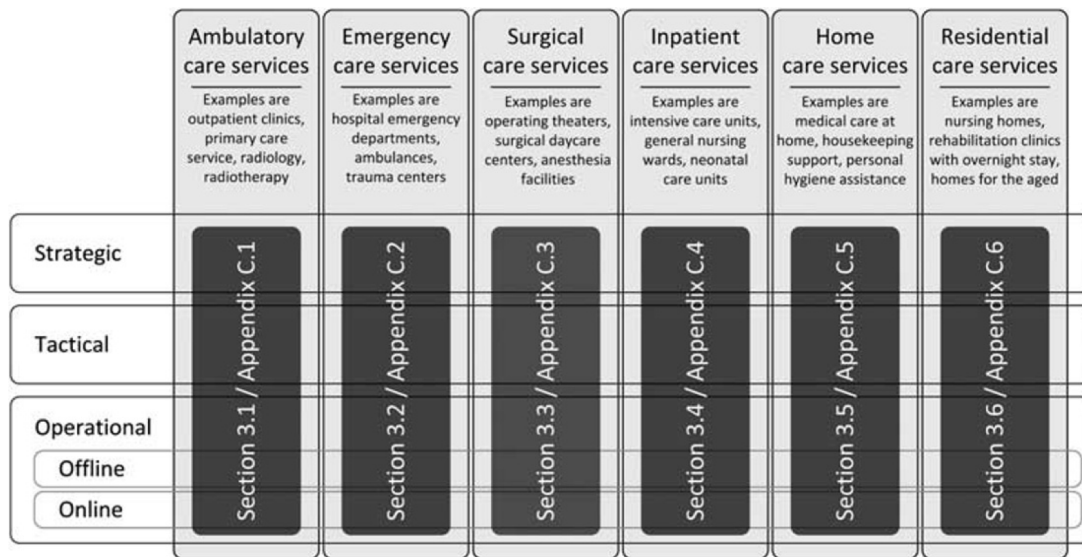 Ambulatory
care services
Examples are
outpatient clinics,
primary care
service, radiology,
radiotherapy
Emergency
care services
Examples are
hospital emergency
departments,
ambulances,
trauma centers
Surgical
care services
Examples are
operating theaters,
surgical daycare
centers, anesthesia
facilities
Inpatient
care services
Examples are
intensive care units,
general nursing
wards, neonatal
care units
Home
care services
Examples are
medical care at
home, housekeeping
support, personal
hygiene assistance
Residential
care services
Examples are
nursing homes,
rehabilitation clinics
with overnight stay,
homes for the aged
Strategic
Tactical
Operational
Offline
Online
Section 3.1 / Appendix C.1
Section 3.2 / Appendix C.2
Section 3.3 / Appendix C.3
Section 3.4 / Appendix C.4
Section 3.5 / Appendix C.5
Section 3.6 / Appendix C.6